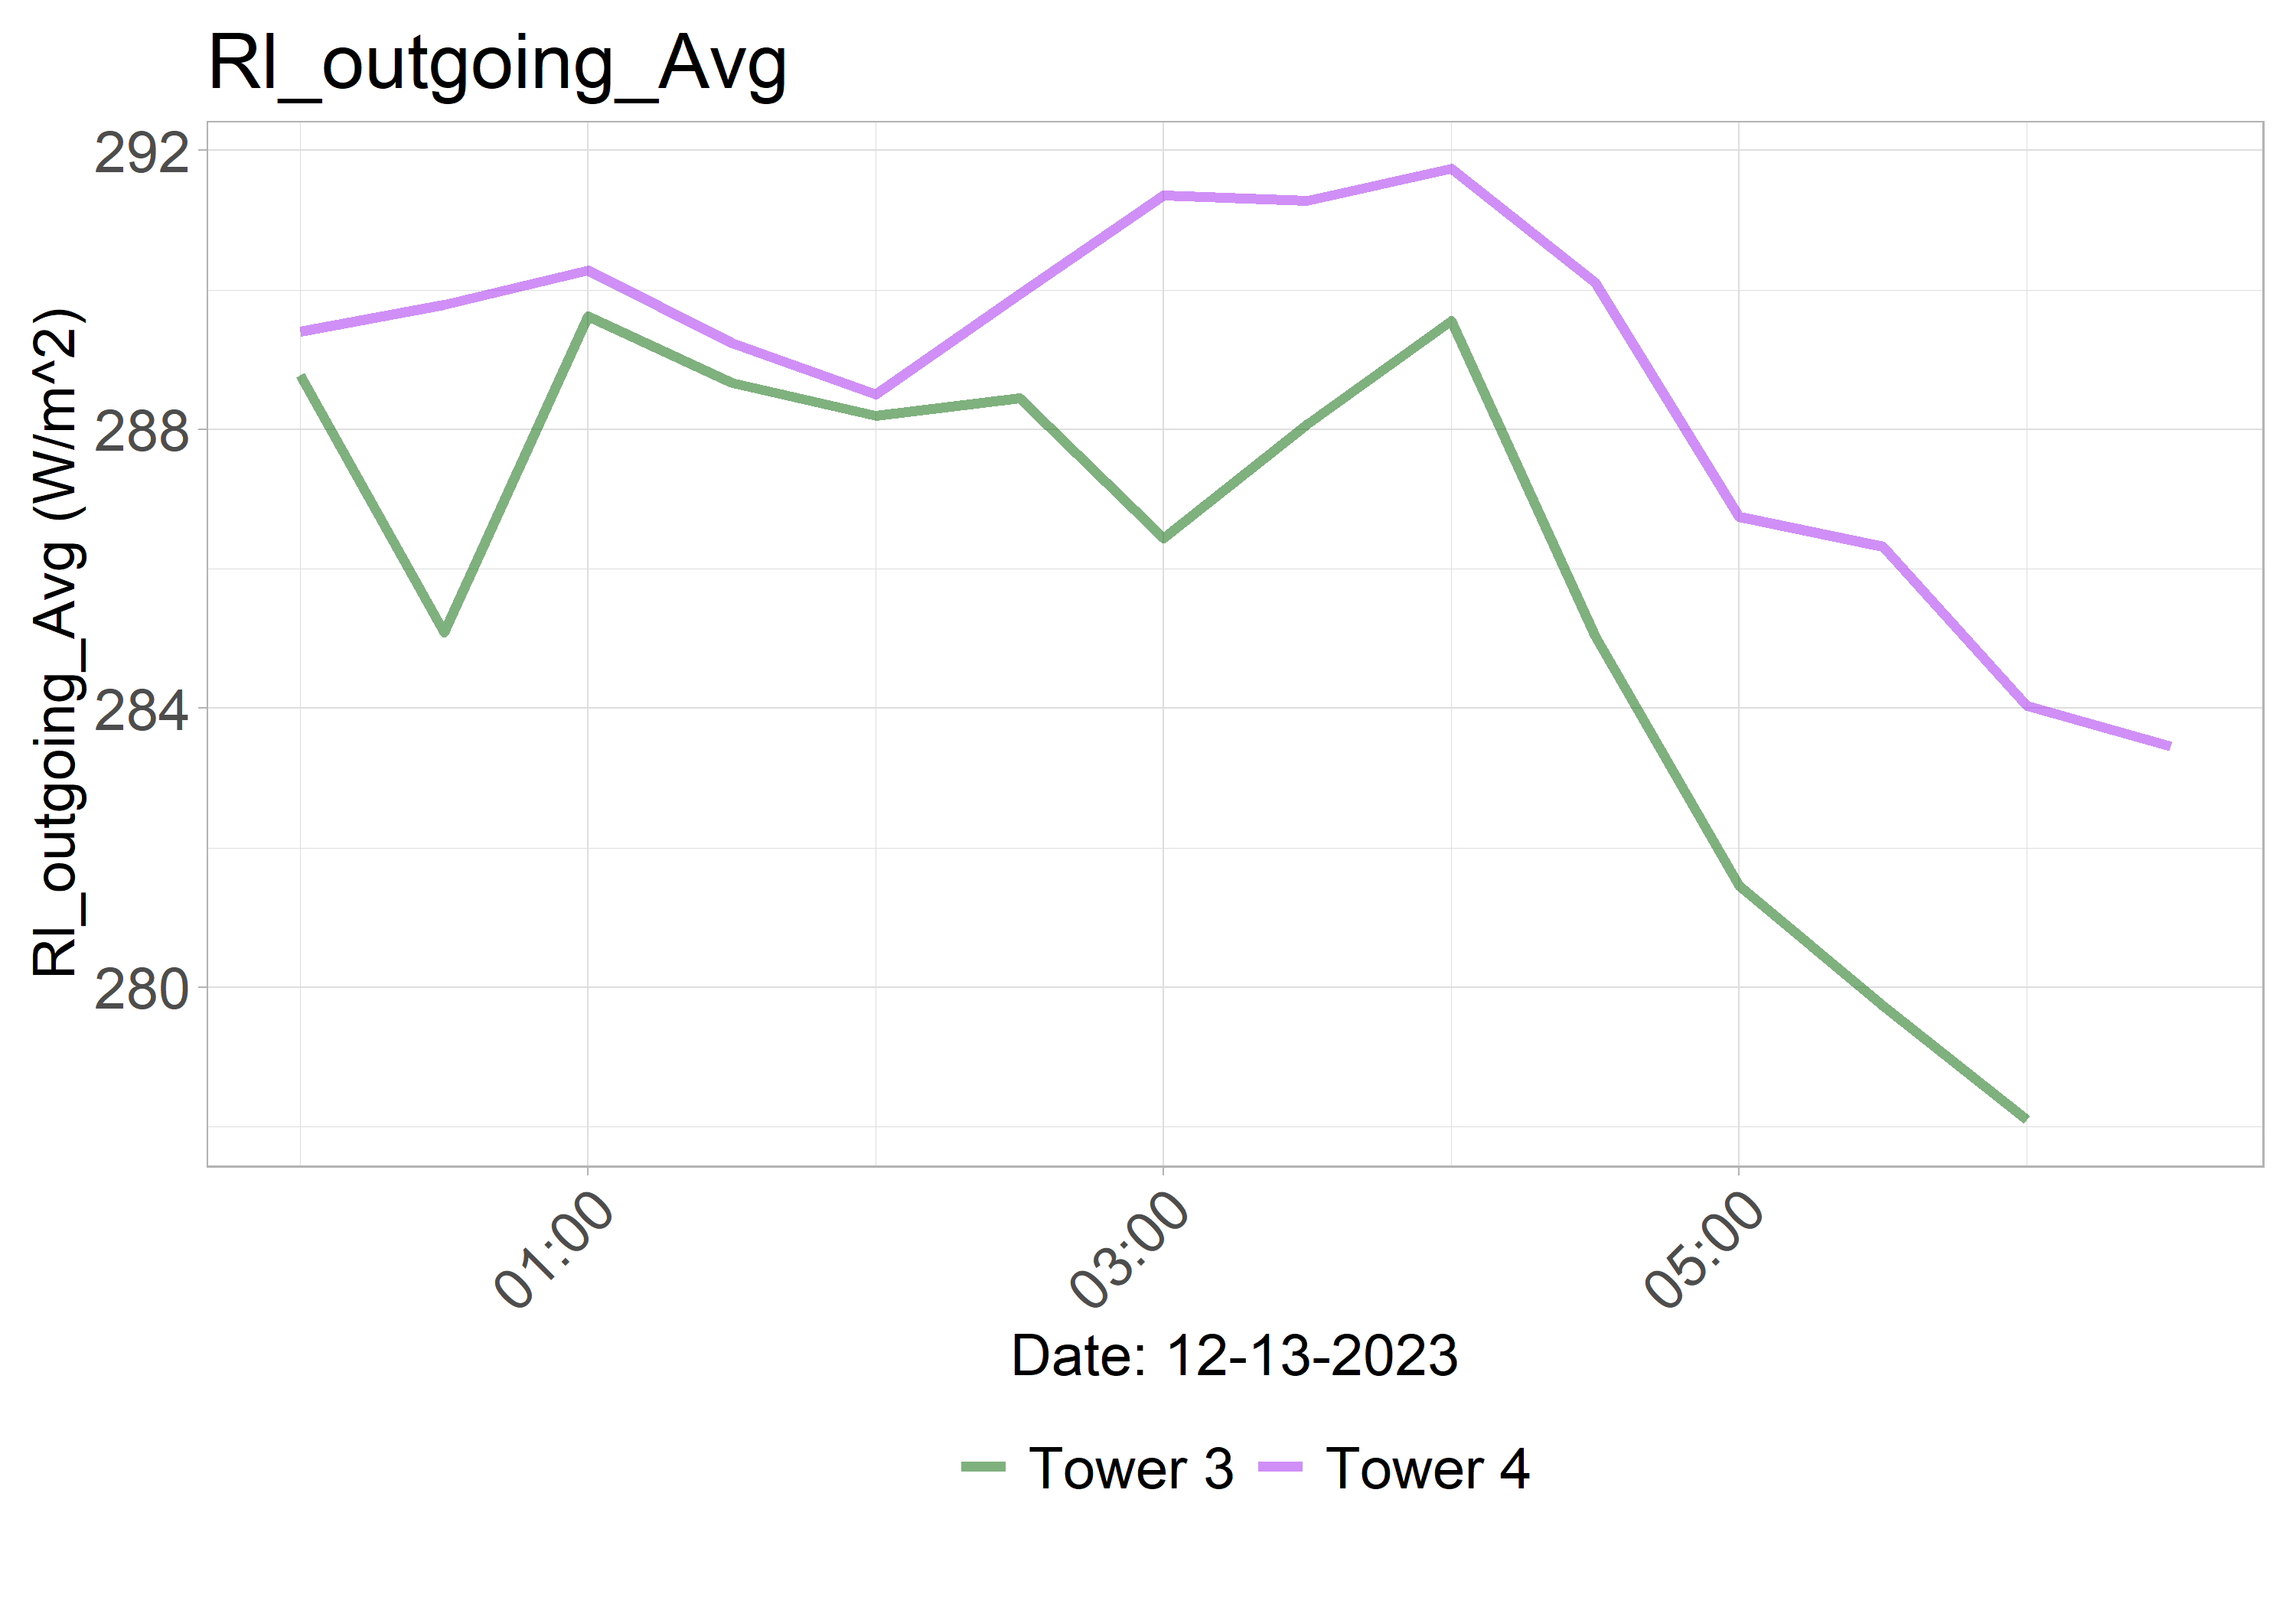 Rl_outgoing_Avg
Rl_outgoing_Avg (W/m^2)
292
288
284
280
01:00
03:00
05:00
Date: 12-13-2023
Tower 3
Tower 4